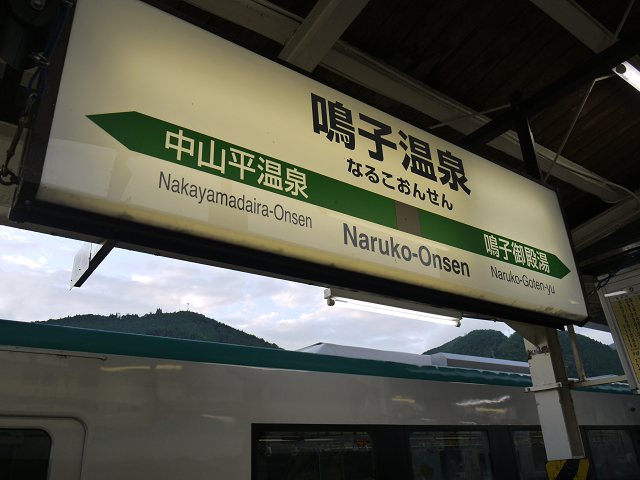 鳴子温泉
なるこおんせん
中山平温泉
Nakayamadaira-Onsen
Naruko-Onsen
鳴子御殿湯
Naruko-Goten-yu